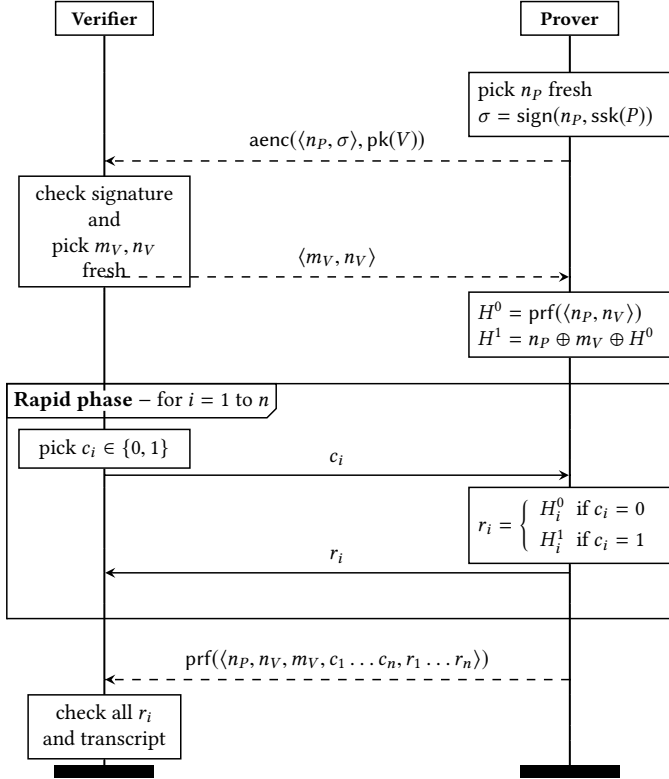 Verifier
Prover
pick n_P fresh
σ = sign(n_P, ssk(P))
aenc(⟨n_P, σ⟩, pk(V))
check signature
and
pick m_V, n_V
fresh
⟨m_V, n_V⟩
H^0 = prf(⟨n_P, n_V⟩)
H^1 = n_P ⊕ m_V ⊕ H^0
Rapid phase – for i = 1 to n
pick c_i ∈ {0, 1}
c_i
r_i = { H_i^0 if c_i = 0
H_i^1 if c_i = 1
r_i
prf(⟨n_P, n_V, m_V, c_1 . . . c_n, r_1 . . . r_n⟩)
check all r_i
and transcript